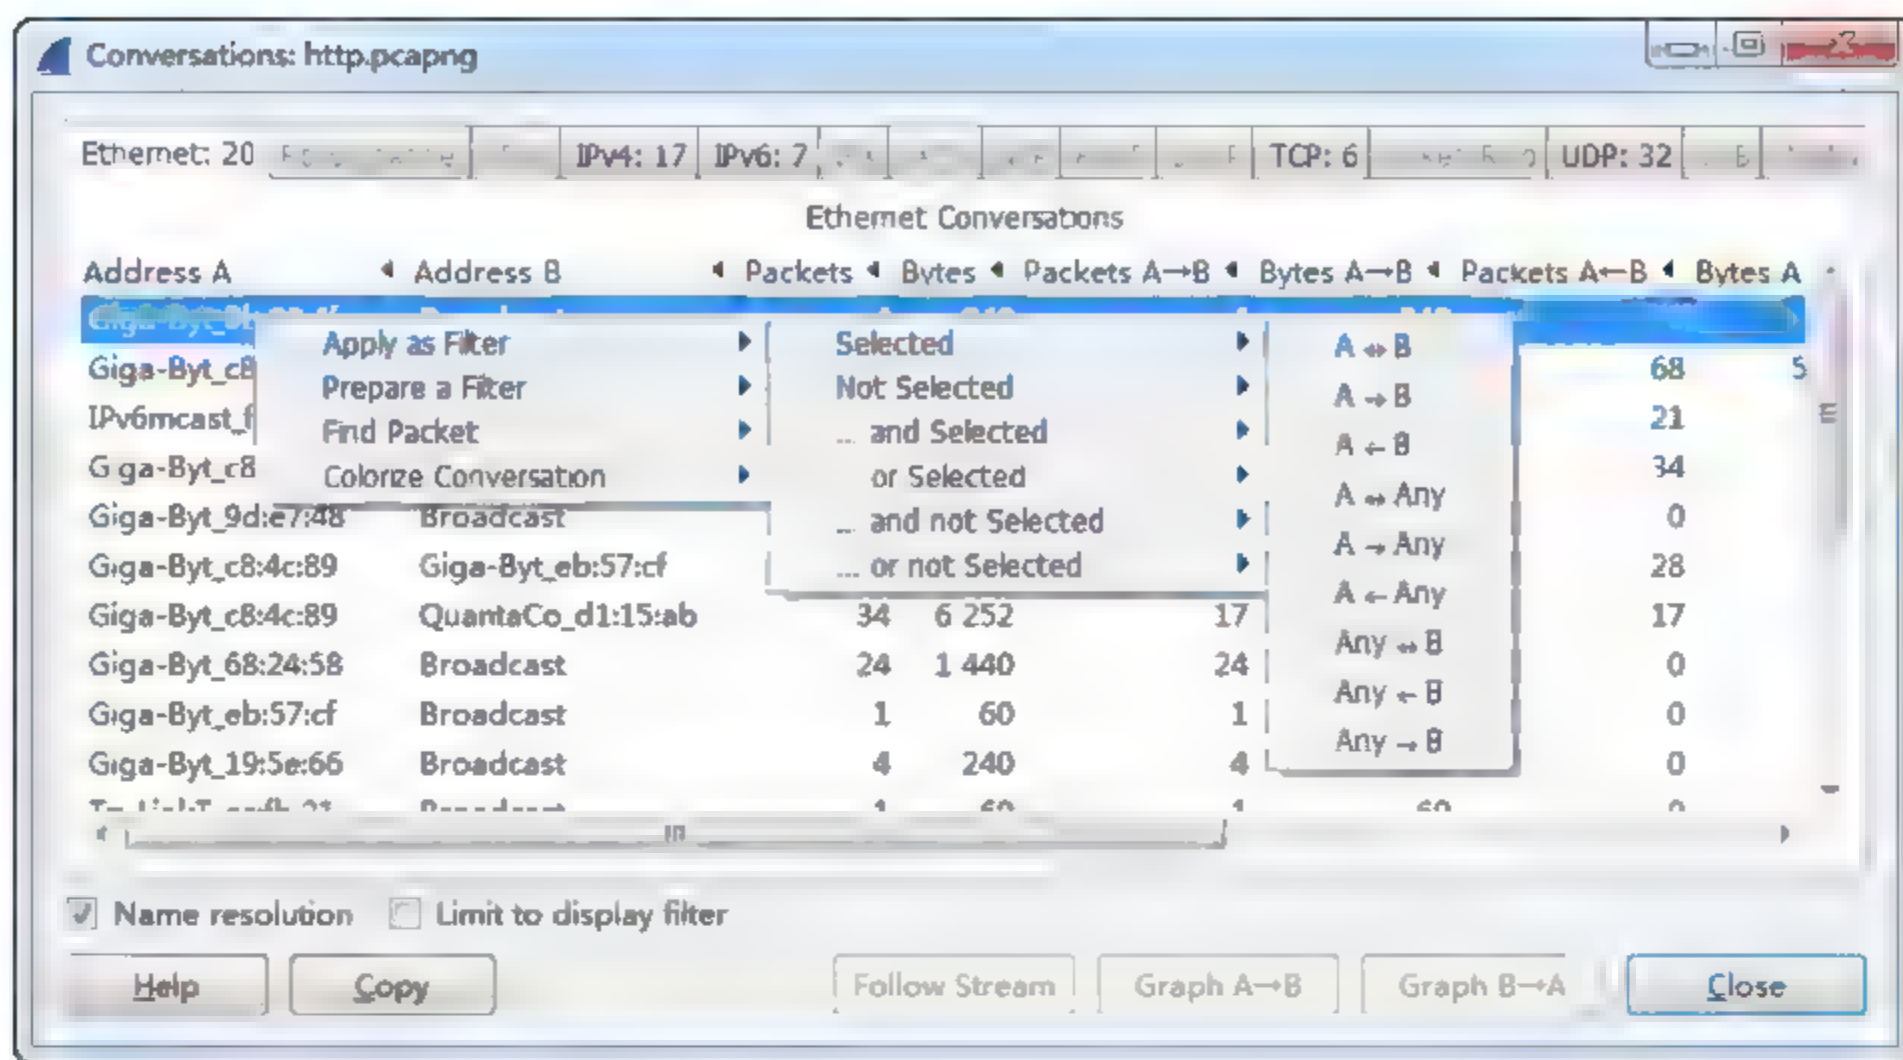 Conversations: http.pcapng
Ethernet: 20 IPv4: 17 IPv6: 7 TCP: 6 UDP: 32
Ethernet Conversations
Address A Address B Packets Bytes Packets A→B Bytes A→B Packets A←B Bytes A
Apply as Filter Selected A ↔ B
Giga-Byt_c8 68 5
Prepare a Filter Not Selected A → B
IPv6mcast_f 21
Find Packet ... and Selected A ← B
Giga-Byt_c8 34
Colorize Conversation or Selected A ↔ Any
Giga-Byt_9d:e7:48 Broadcast ... and not Selected 0
A → Any
Giga-Byt_c8:4c:89 Giga-Byt_eb:57:cf ... or not Selected 28
A ← Any
Giga-Byt_c8:4c:89 QuantaCo_d1:15:ab 34 6 252 17 17
Any ↔ B
Giga-Byt_68:24:58 Broadcast 24 1 440 24 0
Any ← B
Giga-Byt_eb:57:cf Broadcast 1 60 1 0
Any → B
Giga-Byt_19:5e:66 Broadcast 4 240 4 0
Name resolution Limit to display filter
Help Copy Follow Stream Graph A→B Graph B→A Close